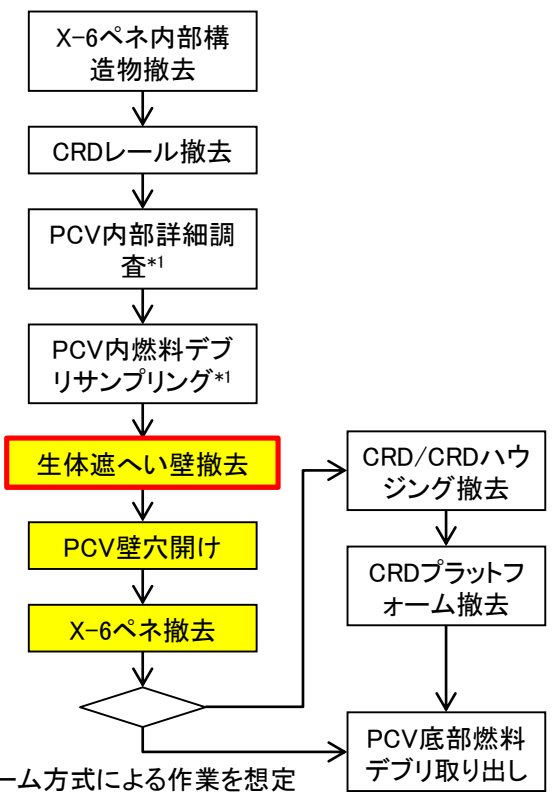 X-6ペネ内部構
造物撤去
CRDレール撤去
PCV内部詳細調
査*1
PCV内燃料デブ
リサンプリング*1
生体遮へい壁撤去
PCV壁穴開け
X-6ペネ撤去
CRD/CRDハウ
ジング撤去
CRDプラットフ
ォーム撤去
PCV底部燃料
デブリ取り出し
ーム方式による作業を想定